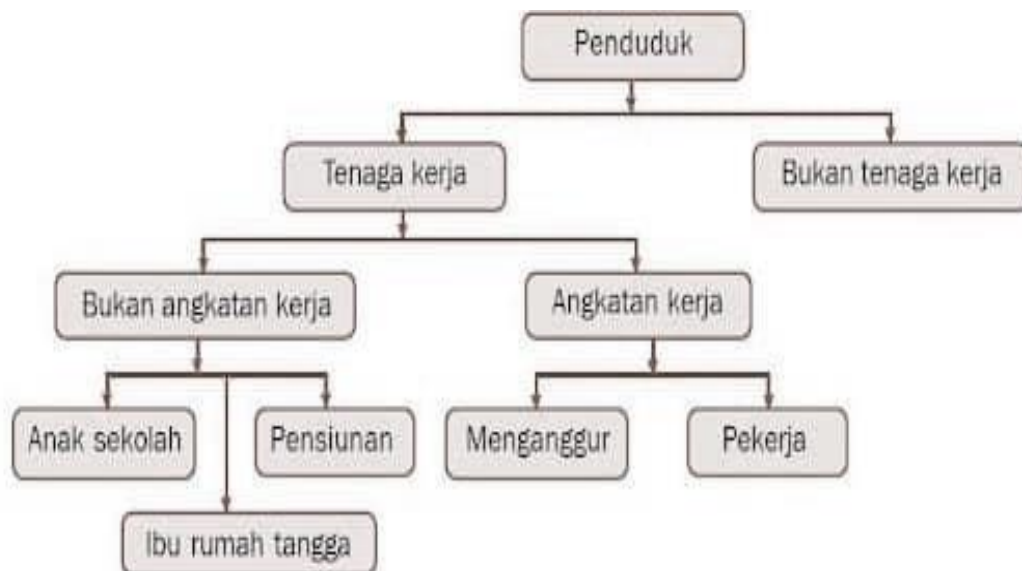 Penduduk
Tenaga kerja
Bukan tenaga kerja
Bukan angkatan kerja
Angkatan kerja
Anak sekolah
Pensiunan
Menganggur
Pekerja
Ibu rumah tangga